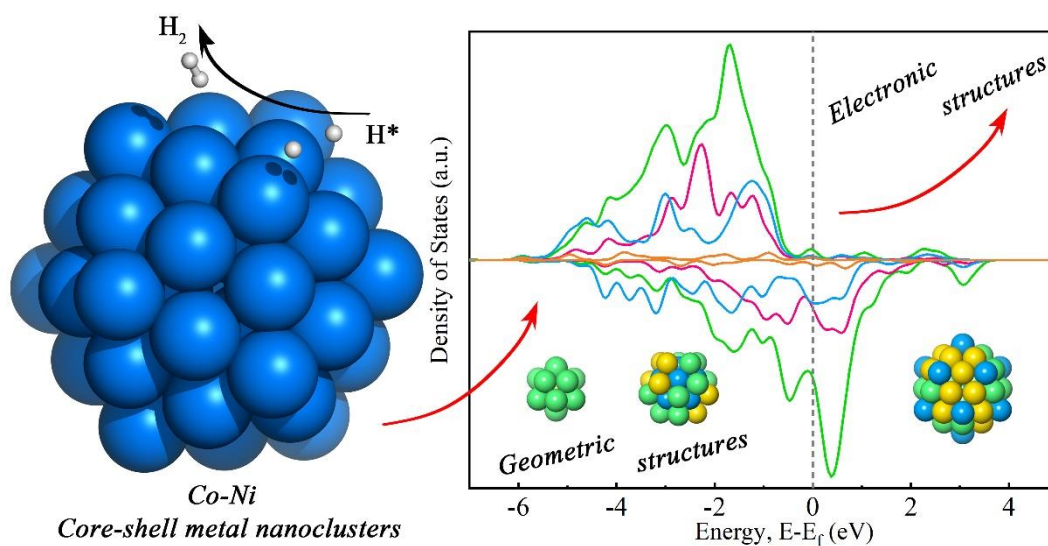 H₂
H*
Co-Ni
Core-shell metal nanoclusters
Density of States (a.u.)
Electronic
structures
Geometric
structures
-6
-4
-2
0
2
4
Energy, E-E_f (eV)